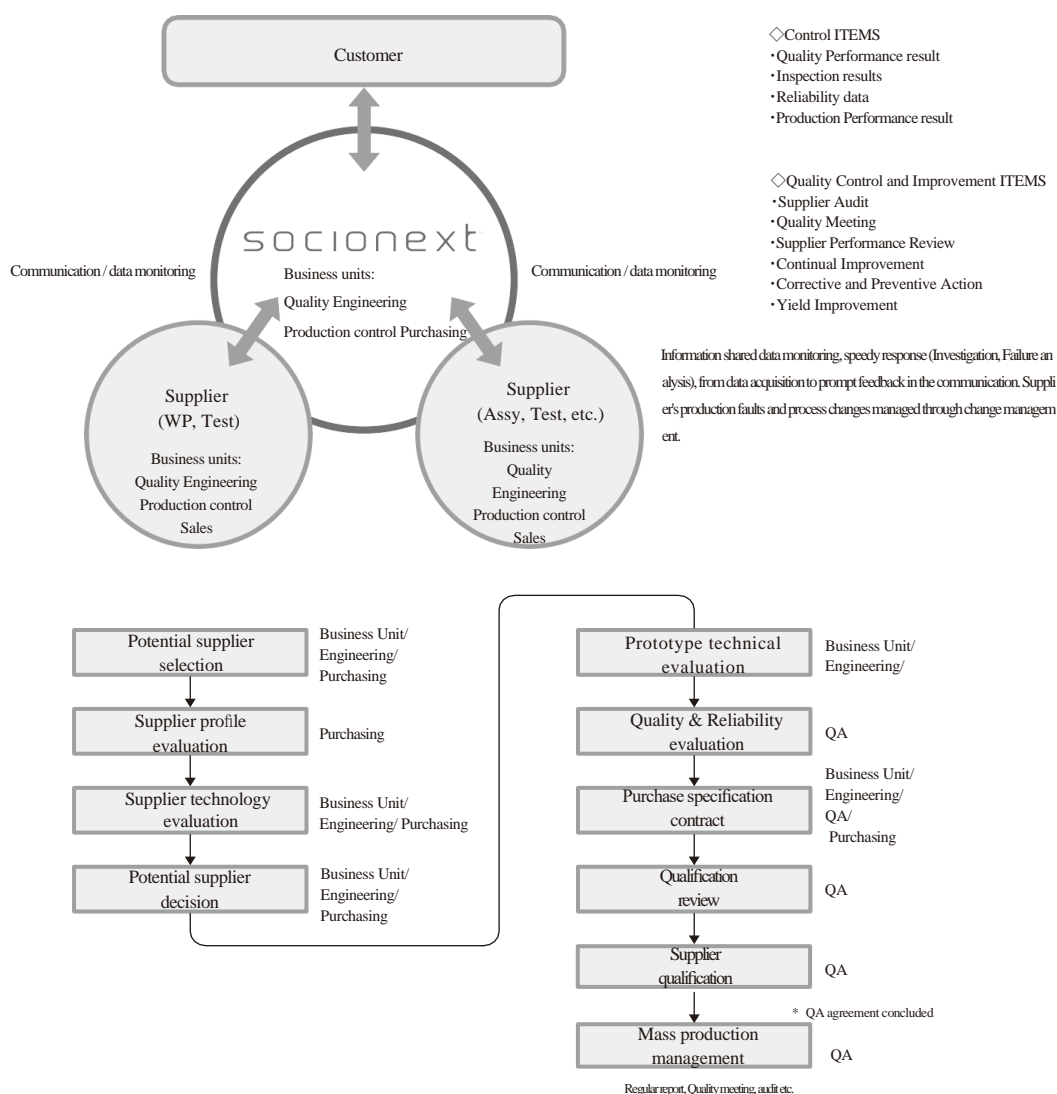 Customer
◇Control ITEMS
・Quality Performance result
・Inspection results
・Reliability data
・Production Performance result
◇Quality Control and Improvement ITEMS
・Supplier Audit
・Quality Meeting
・Supplier Performance Review
・Continual Improvement
・Corrective and Preventive Action
・Yield Improvement
Information shared data monitoring, speedy response (Investigation, Failure an
alysis), from data acquisition to prompt feedback in the communication. Suppli
er's production faults and process changes managed through change managem
ent.
socionext
Communication / data monitoring
Business units:
Quality Engineering
Production control Purchasing
Communication / data monitoring
Supplier
(WP, Test)
Business units:
Quality Engineering
Production control
Sales
Supplier
(Assy, Test, etc.)
Business units:
Quality
Engineering
Production control
Sales
Potential supplier
selection
Business Unit/
Engineering/
Purchasing
Supplier profile
evaluation
Purchasing
Supplier technology
evaluation
Business Unit/
Engineering/ Purchasing
Potential supplier
decision
Business Unit/
Engineering/
Purchasing
Prototype technical
evaluation
Business Unit/
Engineering/
Quality & Reliability
evaluation
QA
Purchase specification
contract
Business Unit/
Engineering/
QA/
Purchasing
Qualification
review
QA
Supplier
qualification
QA
* QA agreement concluded
Mass production
management
QA
Regular report, Quality meeting, audit etc.